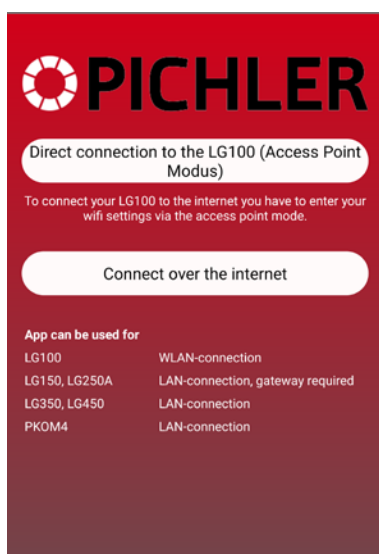 PICHLER
Direct connection to the LG100 (Access Point
Modus)
To connect your LG100 to the internet you have to enter your
wifi settings via the access point mode.
Connect over the internet
App can be used for
LG100 WLAN-connection
LG150, LG250A LAN-connection, gateway required
LG350, LG450 LAN-connection
PKOM4 LAN-connection